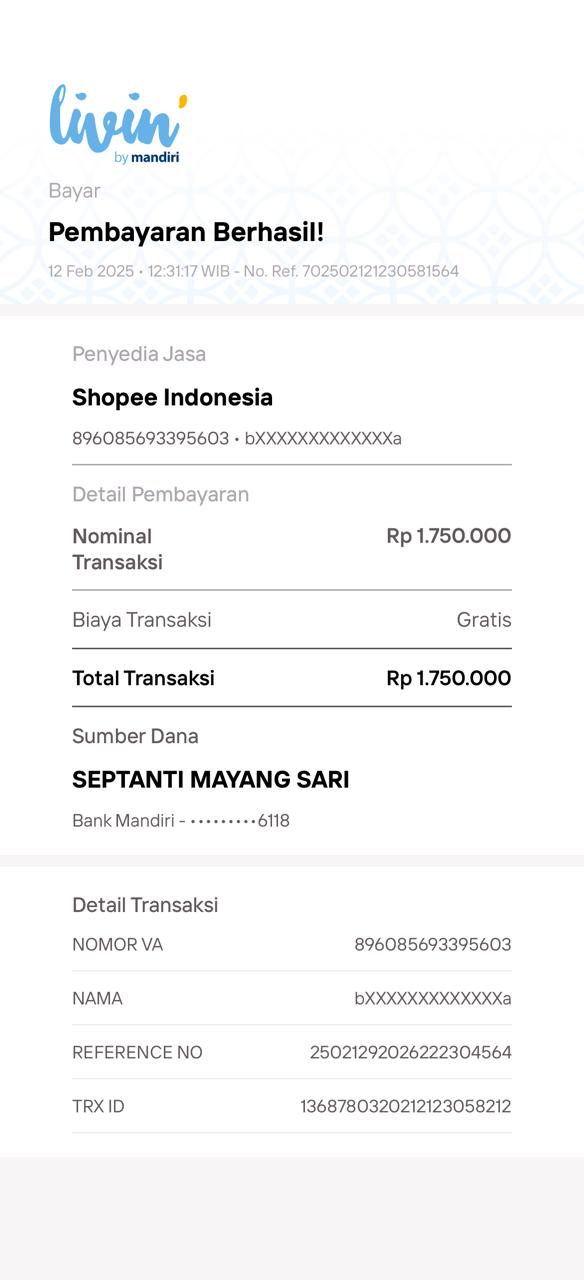 livin'
by mandiri
Bayar
Pembayaran Berhasil!
12 Feb 2025 • 12:31:17 WIB - No. Ref. 702502121230581564
Penyedia Jasa
Shopee Indonesia
896085693395603 • bXXXXXXXXXXXXXa
Detail Pembayaran
Nominal Transaksi Rp 1.750.000
Biaya Transaksi Gratis
Total Transaksi Rp 1.750.000
Sumber Dana
SEPTANTI MAYANG SARI
Bank Mandiri - •••••••••6118
Detail Transaksi
NOMOR VA 896085693395603
NAMA bXXXXXXXXXXXXXa
REFERENCE NO 25021292026222304564
TRX ID 1368780320212123058212